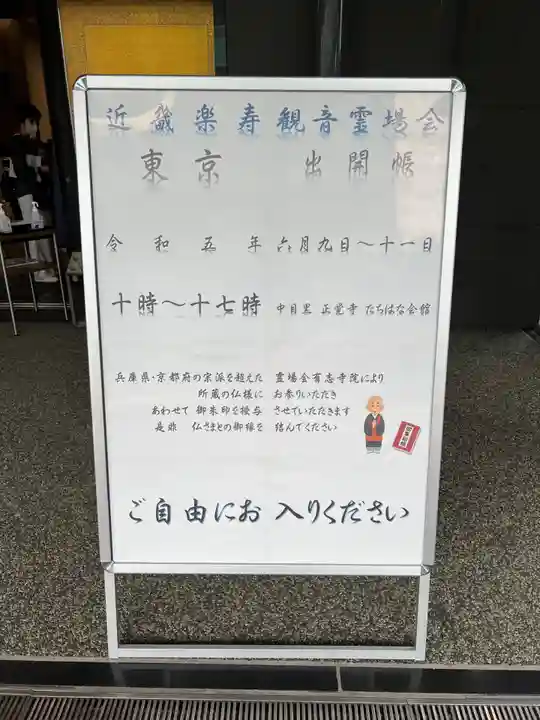 近畿楽寿観音霊場会
東京 出開帳
令和五年 六月九日～十一日
十時～十七時 中目黒 正覚寺 たちばな会館
兵庫県・京都府の宗派を超えた 霊場会有志寺院により
所蔵の仏様に お参りいただき
あわせて 御朱印を授与 させていただきます
是非 仏さまとの御縁を 結んでください
ご自由にお入りください